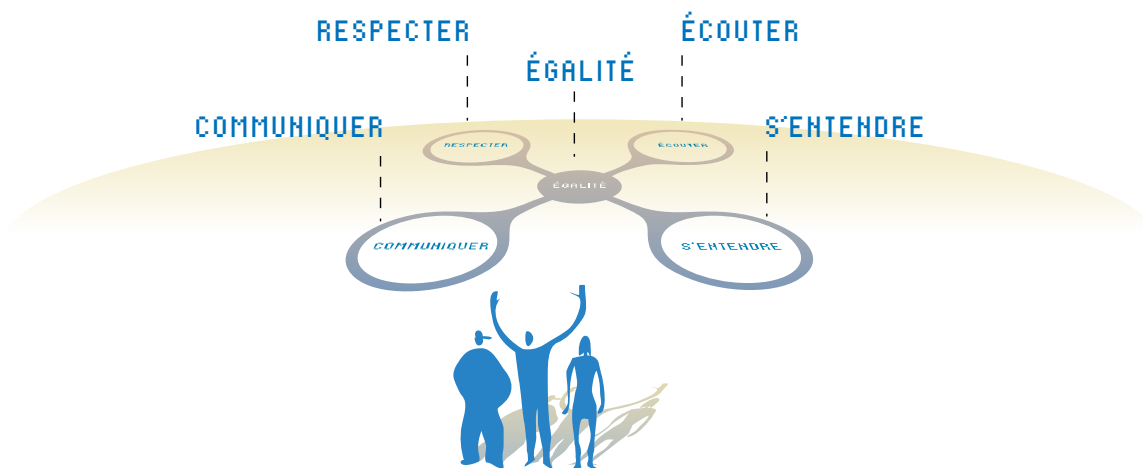 RESPECTER
ÉCOUTER
ÉGALITÉ
COMMUNIQUER
S'ENTENDRE
RESPECTER
ÉCOUTER
ÉGALITÉ
COMMUNIQUER
S'ENTENDRE